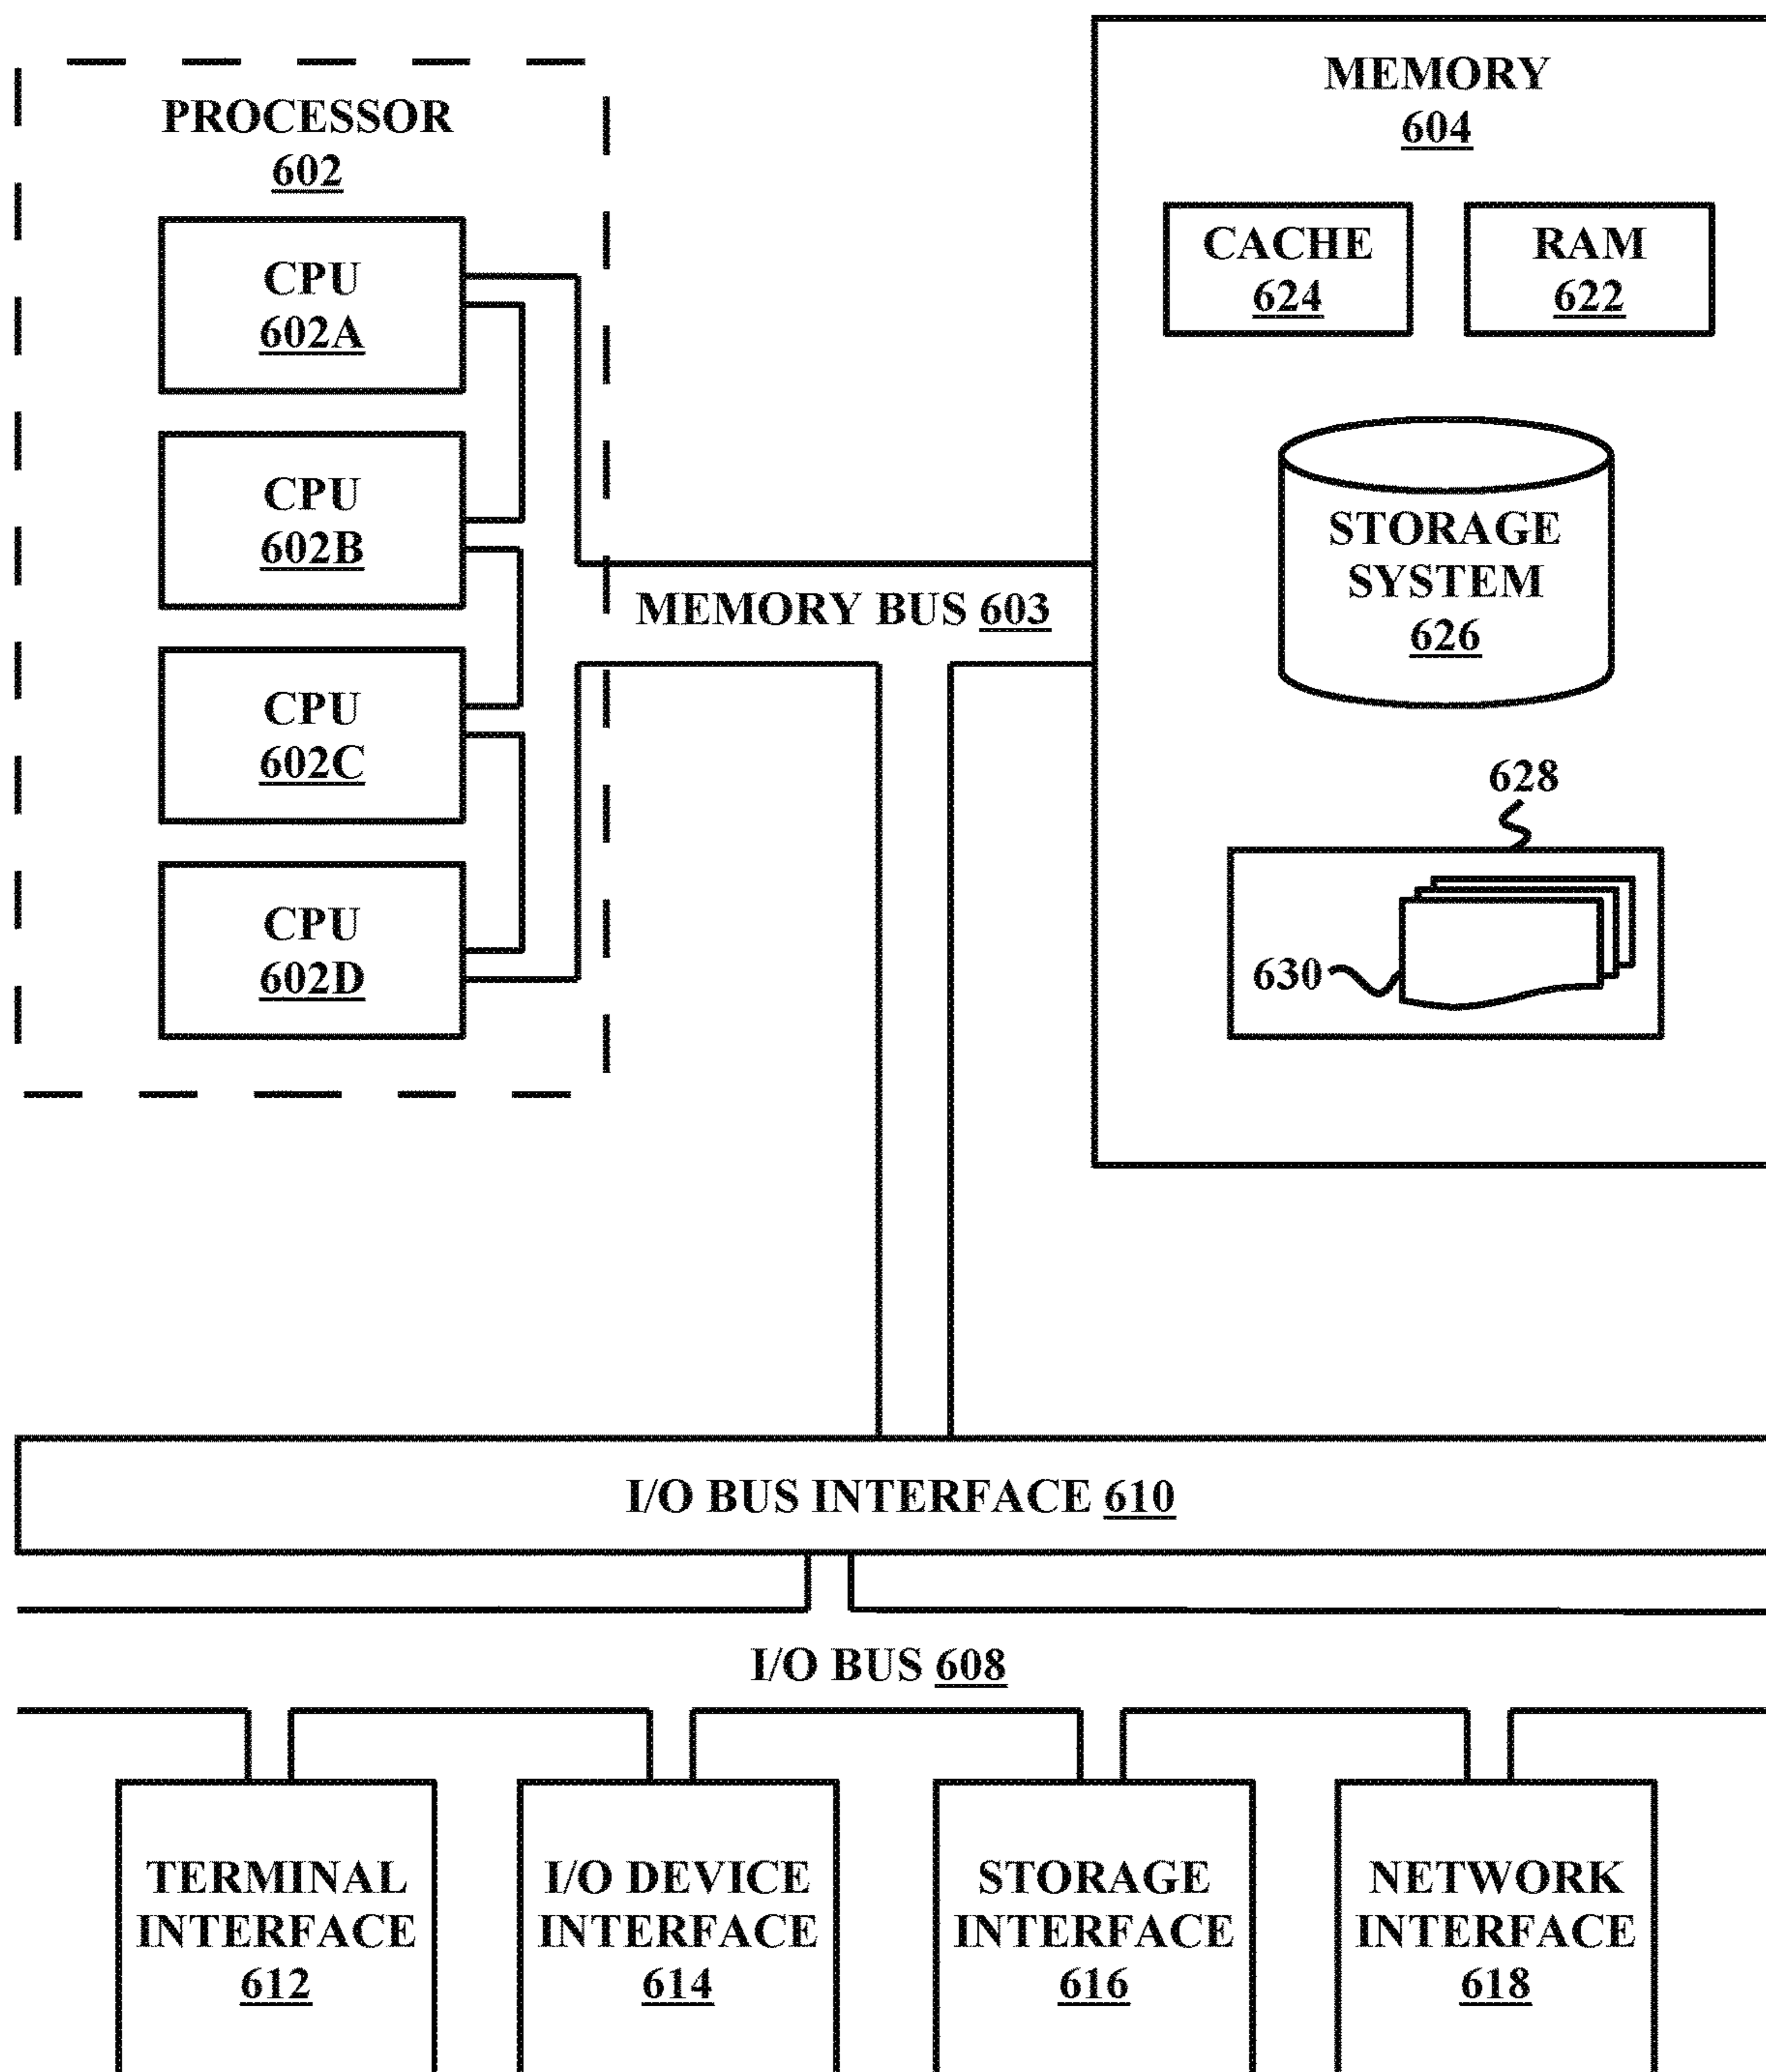 PROCESSOR
602
CPU
602A
CPU
602B
CPU
602C
CPU
602D
MEMORY BUS 603
MEMORY
604
CACHE
624
RAM
622
STORAGE
SYSTEM
626
628
630
I/O BUS INTERFACE 610
I/O BUS 608
TERMINAL
INTERFACE
612
I/O DEVICE
INTERFACE
614
STORAGE
INTERFACE
616
NETWORK
INTERFACE
618